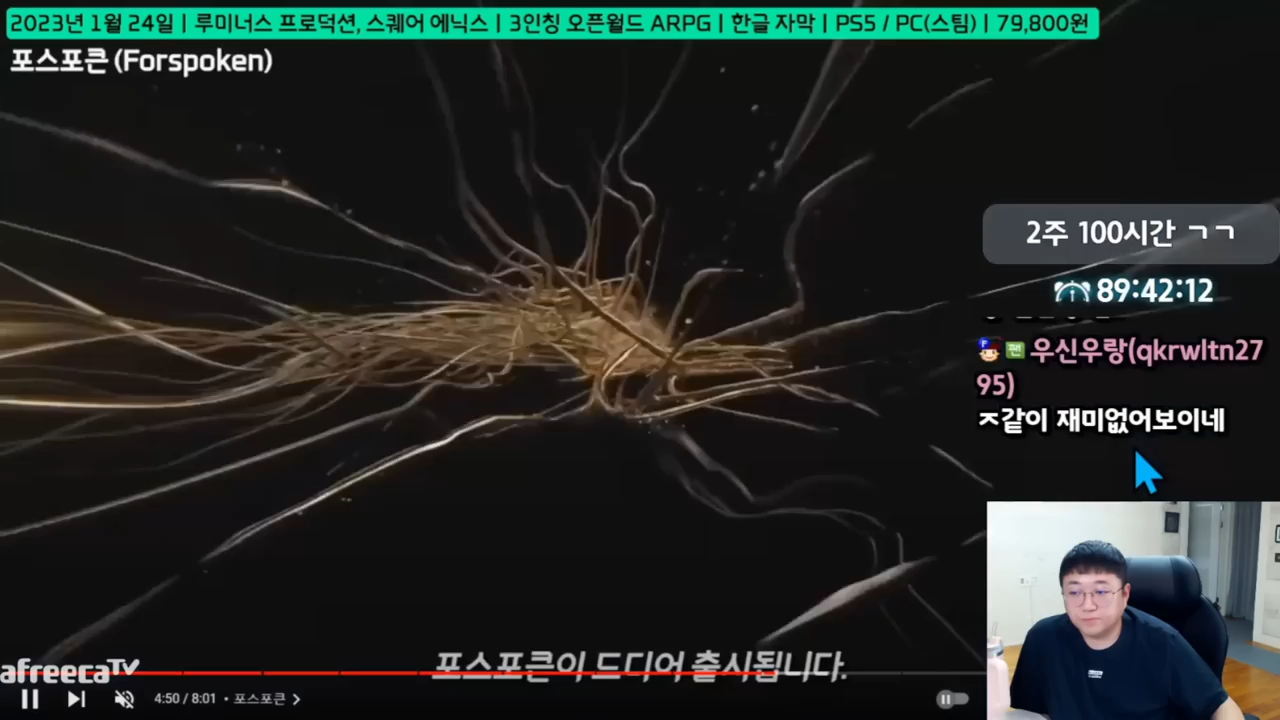 2023년 1월 24일 | 루미너스 프로덕션, 스퀘어 에닉스 | 3인칭 오픈월드 ARPG | 한글 자막 | PS5 / PC(스팀) | 79,800원
포스포큰 (Forspoken)
2주 100시간 ㄱㄱ
89:42:12
F 팬 우신우랑(qkrwltn27
95)
ㅈ같이 재미없어보이네
포스포큰이 드디어 출시됩니다.
afreecaTV
4:50 / 8:01 • 포스포큰 >